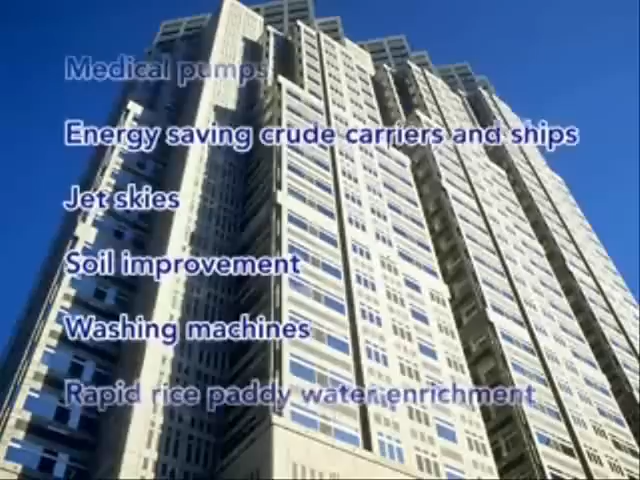 Medical pumps
Energy saving crude carriers and ships
Jet skies
Soil improvement
Washing machines
Rapid rice paddy water enrichment